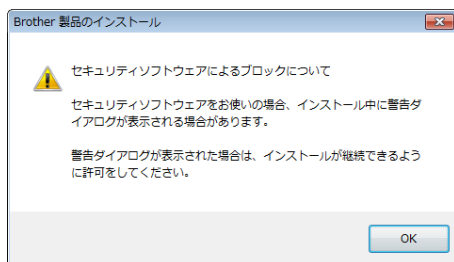 Brother 製品のインストール
セキュリティソフトウェアによるブロックについて
セキュリティソフトウェアをお使いの場合、インストール中に警告ダ
イアログが表示される場合があります。
警告ダイアログが表示された場合は、インストールが継続できるよう
に許可をしてください。
OK